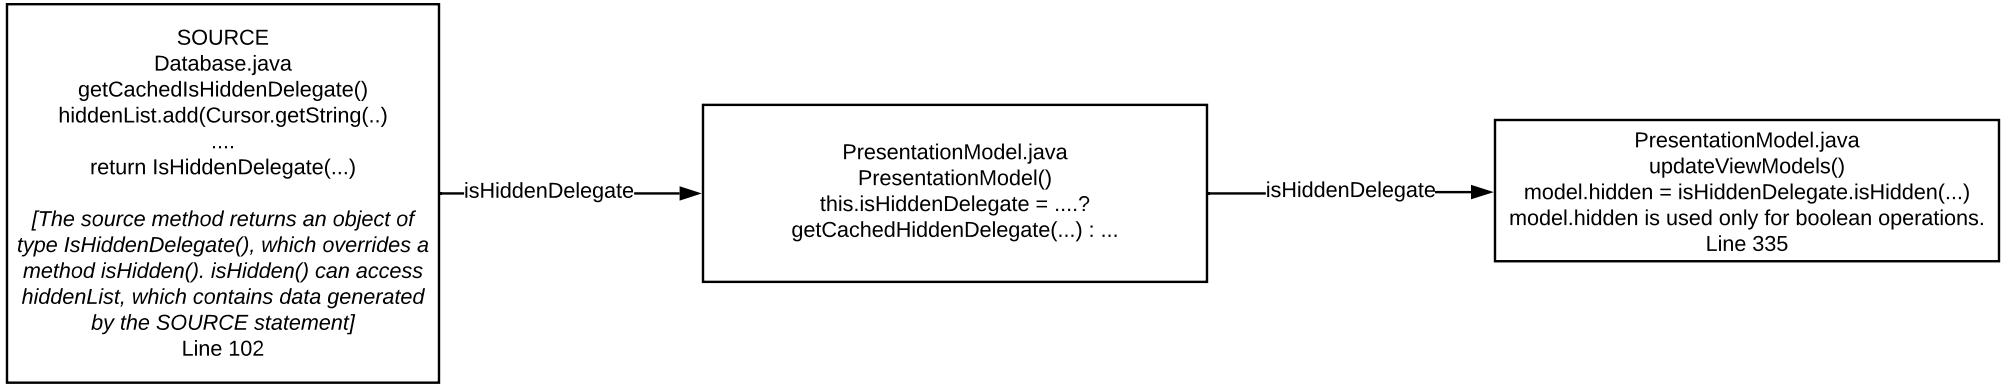 SOURCE
Database.java
getCachedIsHiddenDelegate()
hiddenList.add(Cursor.getString(..)
....
return IsHiddenDelegate(...)
[The source method returns an object of
type IsHiddenDelegate(), which overrides a
method isHidden(). isHidden() can access
hiddenList, which contains data generated
by the SOURCE statement]
Line 102
isHiddenDelegate
PresentationModel.java
PresentationModel()
this.isHiddenDelegate = ....?
getCachedHiddenDelegate(...) : ...
isHiddenDelegate
PresentationModel.java
updateViewModels()
model.hidden = isHiddenDelegate.isHidden(...)
model.hidden is used only for boolean operations.
Line 335